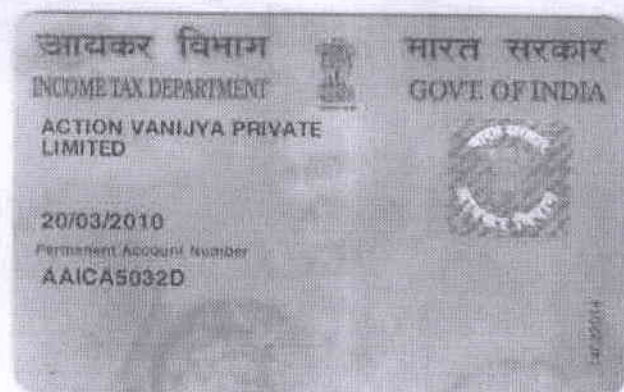 आयकर विभाग
भारत सरकार
INCOME TAX DEPARTMENT
GOVT. OF INDIA
ACTION VANIJYA PRIVATE
LIMITED
20/03/2010
Permanent Account Number
AAICA5032D